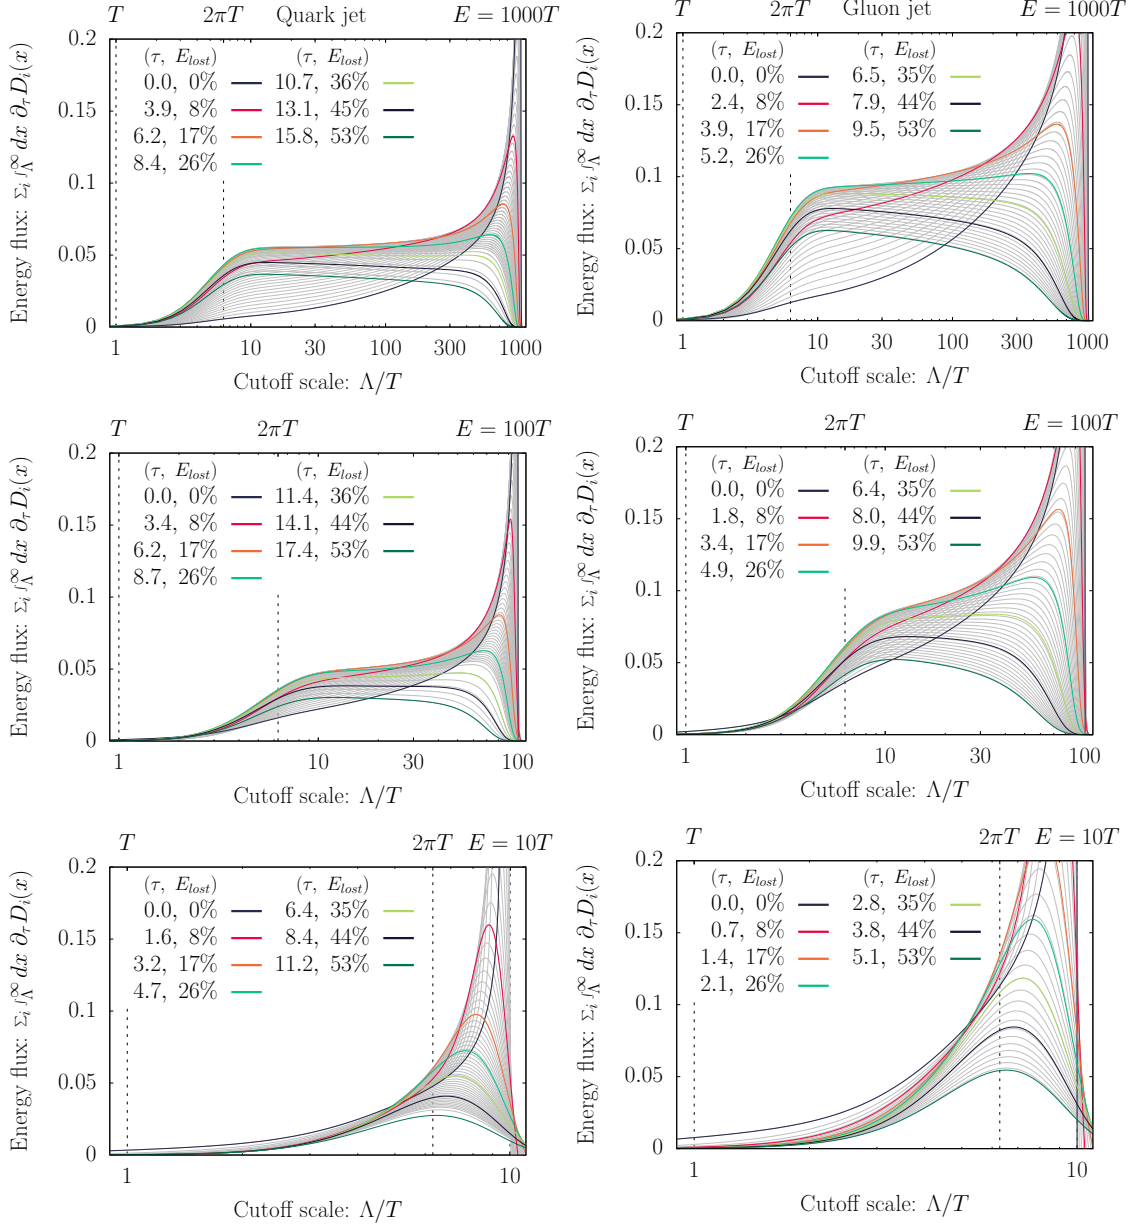 T 2πT Quark jet E = 1000T
Energy flux: Σ_i ∫_Λ^∞ dx ∂_τ D_i(x)
0.2
0.15
0.1
0.05
0
(τ, E_lost) (τ, E_lost)
0.0, 0% 10.7, 36%
3.9, 8% 13.1, 45%
6.2, 17% 15.8, 53%
8.4, 26%
1 10 30 100 300 1000
Cutoff scale: Λ/T
T 2πT Gluon jet E = 1000T
Energy flux: Σ_i ∫_Λ^∞ dx ∂_τ D_i(x)
0.2
0.15
0.1
0.05
0
(τ, E_lost) (τ, E_lost)
0.0, 0% 6.5, 35%
2.4, 8% 7.9, 44%
3.9, 17% 9.5, 53%
5.2, 26%
1 10 30 100 300 1000
Cutoff scale: Λ/T
T 2πT E = 100T
Energy flux: Σ_i ∫_Λ^∞ dx ∂_τ D_i(x)
0.2
0.15
0.1
0.05
0
(τ, E_lost) (τ, E_lost)
0.0, 0% 11.4, 36%
3.4, 8% 14.1, 44%
6.2, 17% 17.4, 53%
8.7, 26%
1 10 30 100
Cutoff scale: Λ/T
T 2πT E = 100T
Energy flux: Σ_i ∫_Λ^∞ dx ∂_τ D_i(x)
0.2
0.15
0.1
0.05
0
(τ, E_lost) (τ, E_lost)
0.0, 0% 6.4, 35%
1.8, 8% 8.0, 44%
3.4, 17% 9.9, 53%
4.9, 26%
1 10 30 100
Cutoff scale: Λ/T
T 2πT E = 10T
Energy flux: Σ_i ∫_Λ^∞ dx ∂_τ D_i(x)
0.2
0.15
0.1
0.05
0
(τ, E_lost) (τ, E_lost)
0.0, 0% 6.4, 35%
1.6, 8% 8.4, 44%
3.2, 17% 11.2, 53%
4.7, 26%
1 10
Cutoff scale: Λ/T
T 2πT E = 10T
Energy flux: Σ_i ∫_Λ^∞ dx ∂_τ D_i(x)
0.2
0.15
0.1
0.05
0
(τ, E_lost) (τ, E_lost)
0.0, 0% 2.8, 35%
0.7, 8% 3.8, 44%
1.4, 17% 5.1, 53%
2.1, 26%
1 10
Cutoff scale: Λ/T